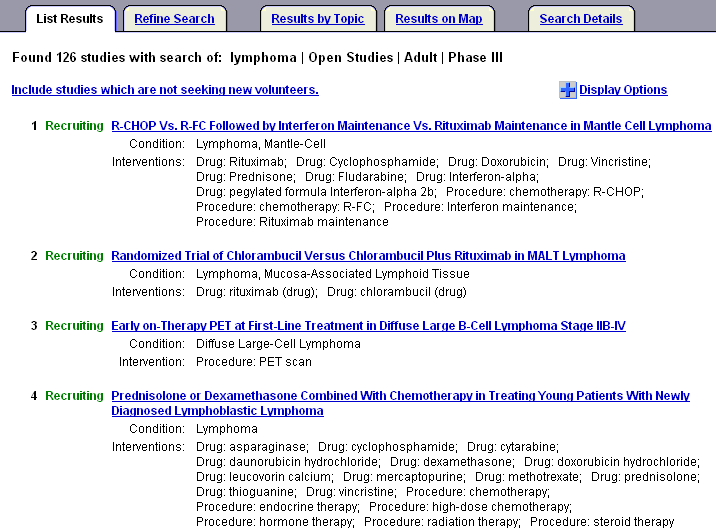 List Results Refine Search Results by Topic Results on Map Search Details
Found 126 studies with search of: lymphoma | Open Studies | Adult | Phase III
Include studies which are not seeking new volunteers. Display Options
1 Recruiting R-CHOP Vs. R-FC Followed by Interferon Maintenance Vs. Rituximab Maintenance in Mantle Cell Lymphoma
Condition: Lymphoma, Mantle-Cell
Interventions: Drug: Rituximab; Drug: Cyclophosphamide; Drug: Doxorubicin; Drug: Vincristine;
Drug: Prednisone; Drug: Fludarabine; Drug: Interferon-alpha;
Drug: pegylated formula Interferon-alpha 2b; Procedure: chemotherapy: R-CHOP;
Procedure: chemotherapy: R-FC; Procedure: Interferon maintenance;
Procedure: Rituximab maintenance
2 Recruiting Randomized Trial of Chlorambucil Versus Chlorambucil Plus Rituximab in MALT Lymphoma
Condition: Lymphoma, Mucosa-Associated Lymphoid Tissue
Interventions: Drug: rituximab (drug); Drug: chlorambucil (drug)
3 Recruiting Early on-Therapy PET at First-Line Treatment in Diffuse Large B-Cell Lymphoma Stage IIB-IV
Condition: Diffuse Large-Cell Lymphoma
Intervention: Procedure: PET scan
4 Recruiting Prednisolone or Dexamethasone Combined With Chemotherapy in Treating Young Patients With Newly
Diagnosed Lymphoblastic Lymphoma
Condition: Lymphoma
Interventions: Drug: asparaginase; Drug: cyclophosphamide; Drug: cytarabine;
Drug: daunorubicin hydrochloride; Drug: dexamethasone; Drug: doxorubicin hydrochloride;
Drug: leucovorin calcium; Drug: mercaptopurine; Drug: methotrexate; Drug: prednisolone;
Drug: thioguanine; Drug: vincristine; Procedure: chemotherapy;
Procedure: endocrine therapy; Procedure: high-dose chemotherapy;
Procedure: hormone therapy; Procedure: radiation therapy; Procedure: steroid therapy